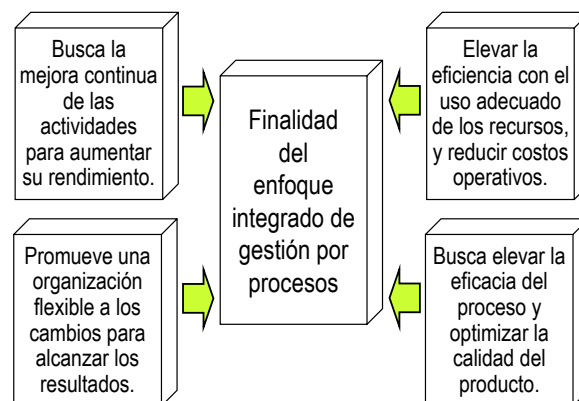 Busca la
mejora continua
de las
actividades
para aumentar
su rendimiento.
Promueve una
organización
flexible a los
cambios para
alcanzar los
resultados.
Finalidad
del
enfoque
integrado de
gestión por
procesos
Elevar la
eficiencia con el
uso adecuado
de los recursos,
y reducir costos
operativos.
Busca elevar la
eficacia del
proceso y
optimizar la
calidad del
producto.